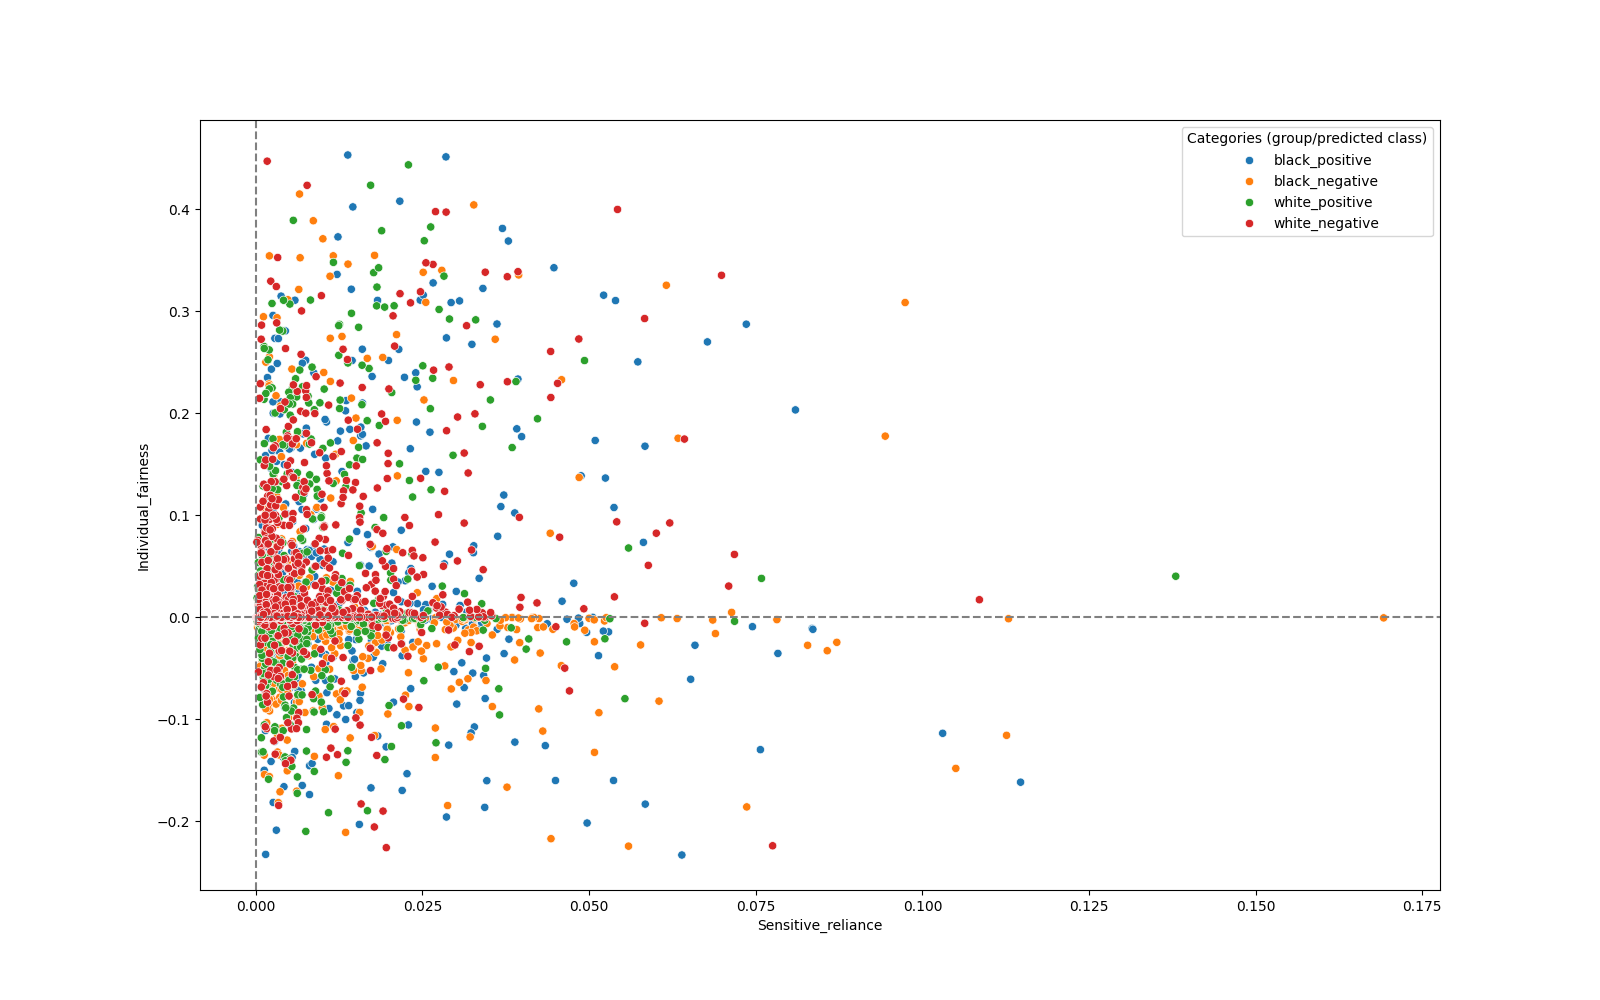 Categories (group/predicted class)
black_positive
black_negative
white_positive
white_negative
Individual_fairness
0.4
0.3
0.2
0.1
0.0
−0.1
−0.2
0.000
0.025
0.050
0.075
0.100
0.125
0.150
0.175
Sensitive_reliance